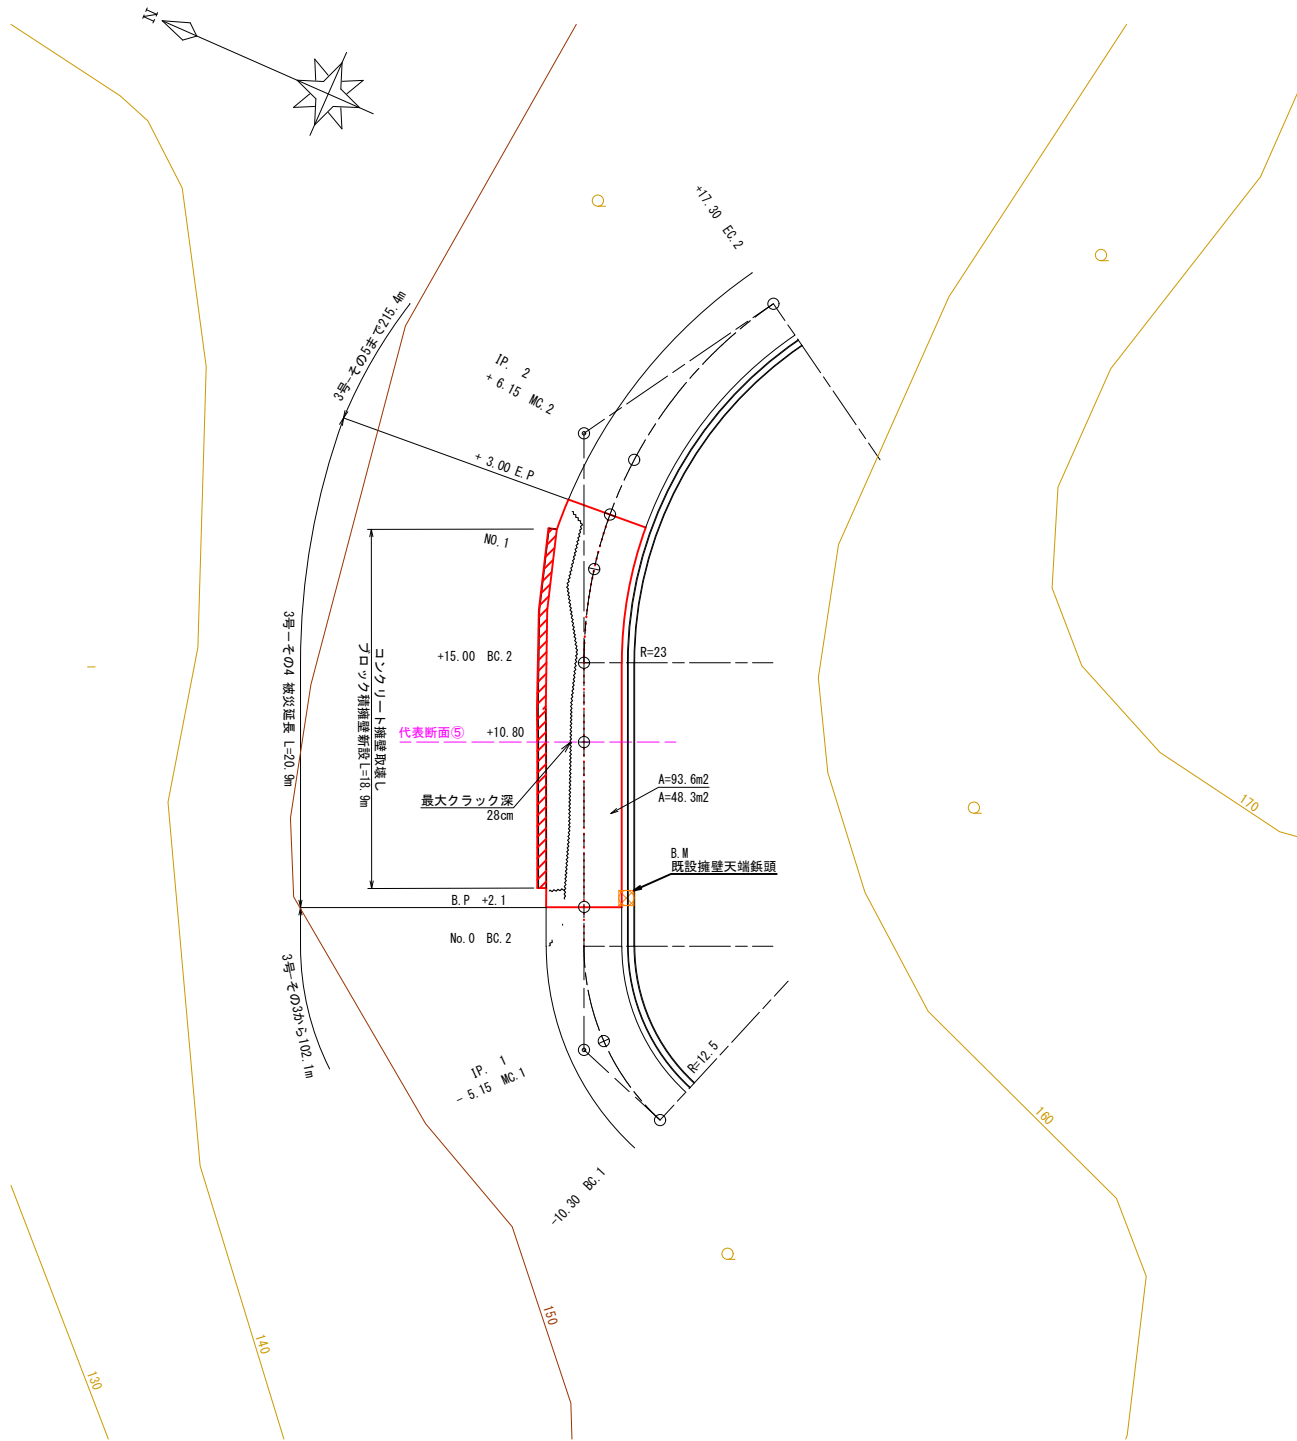 N
+17.30 EC.2
3号-その5まで215.4m
IP. 2
+ 6.15 MC.2
+ 3.00 E.P
NO.1
3号-その4 被災延長 L=20.9m
コンクリート擁壁取壊し
ブロック積擁壁新設 L=18.9m
+15.00 BC.2
R=23
代表断面⑤ +10.80
最大クラック深
28cm
A=93.6m2
A=48.3m2
B.M
既設擁壁天端鋲頭
B.P +2.1
No.0 BC.2
3号-その3から102.1m
IP. 1
- 5.15 MC.1
R=12.5
-10.30 BC.1
170
160
150
140
130